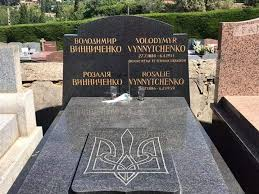 ВОЛОДИМИР
ВИННИЧЕНКО
VOLODYMYR
VYNNYTCHENKO
РОЗАЛІЯ
ВИННИЧЕНКО
ROSALIE
VYNNYTCHENKO